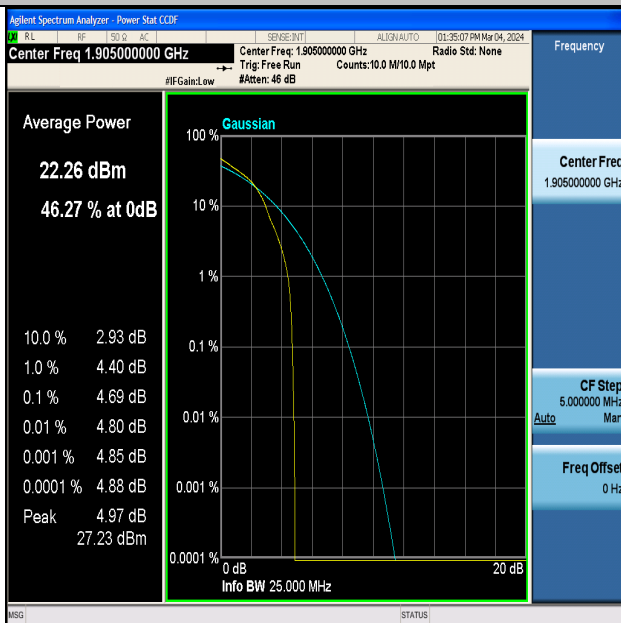 Agilent Spectrum Analyzer - Power Stat CCDF
LXI RL RF 50 Ω AC SENSE:INT ALIGNAUTO 01:35:07 PM Mar 04, 2024
Center Freq 1.905000000 GHz
Center Freq: 1.905000000 GHz Radio Std: None
Trig: Free Run Counts:10.0 M/10.0 Mpt
#IFGain:Low #Atten: 46 dB
Frequency
Average Power
22.26 dBm
46.27 % at 0dB
10.0 % 2.93 dB
1.0 % 4.40 dB
0.1 % 4.69 dB
0.01 % 4.80 dB
0.001 % 4.85 dB
0.0001 % 4.88 dB
Peak 4.97 dB
27.23 dBm
Gaussian
100 %
10 %
1 %
0.1 %
0.01 %
0.001 %
0.0001 %
0 dB 20 dB
Info BW 25.000 MHz
Center Freq
1.905000000 GHz
CF Step
5.000000 MHz
Auto Man
Freq Offset
0 Hz
MSG STATUS